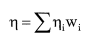 η = ∑ ηᵢwᵢ